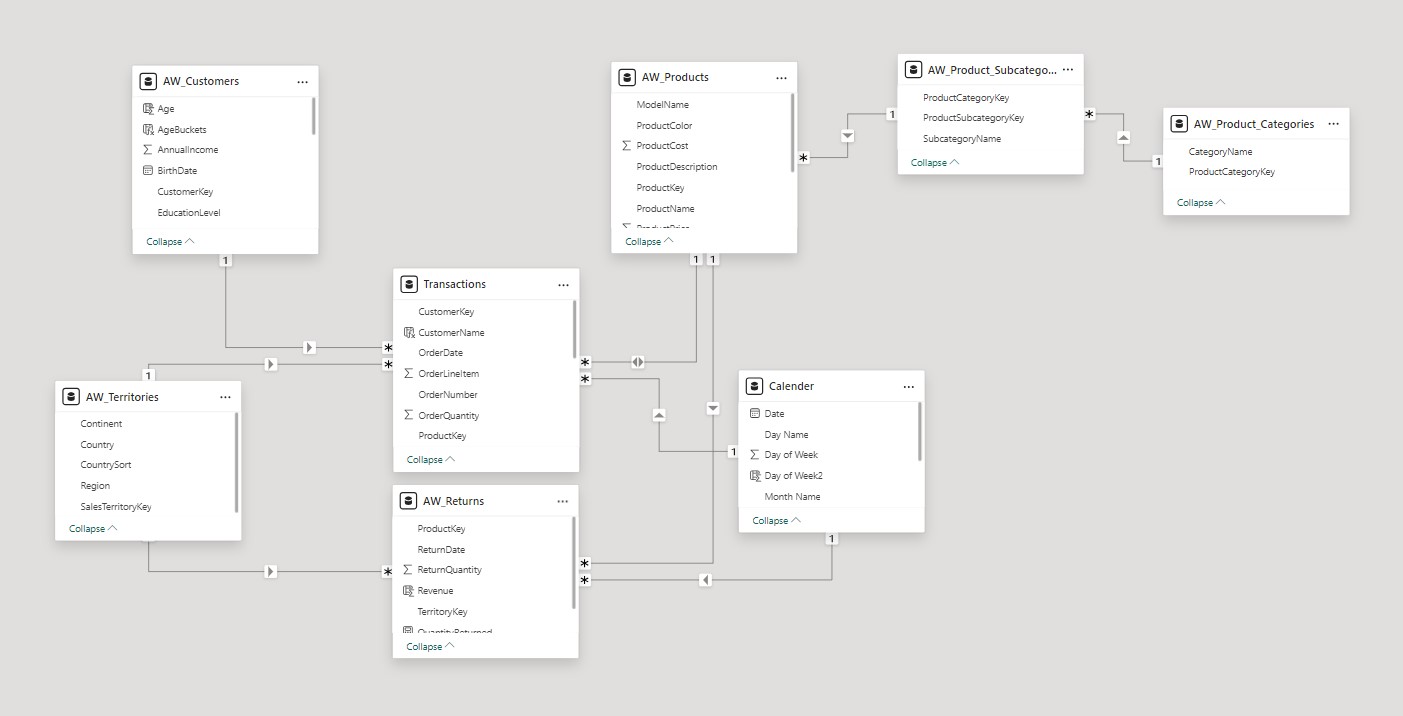 AW_Customers
Age
AgeBuckets
AnnualIncome
BirthDate
CustomerKey
EducationLevel
Collapse
1
AW_Products
ModelName
ProductColor
ProductCost
ProductDescription
ProductKey
ProductName
ProductPrice
Collapse
1 1
*
1
AW_Product_Subcatego...
ProductCategoryKey
ProductSubcategoryKey
SubcategoryName
Collapse
*
1
AW_Product_Categories
CategoryName
ProductCategoryKey
Collapse
Transactions
CustomerKey
CustomerName
OrderDate
OrderLineItem
OrderNumber
OrderQuantity
ProductKey
Collapse
*
*
*
*
1
AW_Territories
Continent
Country
CountrySort
Region
SalesTerritoryKey
Collapse
1
Calender
Date
Day Name
Day of Week
Day of Week2
Month Name
Collapse
1
AW_Returns
ProductKey
ReturnDate
ReturnQuantity
Revenue
TerritoryKey
QuantityReturned
Collapse
*
*
*